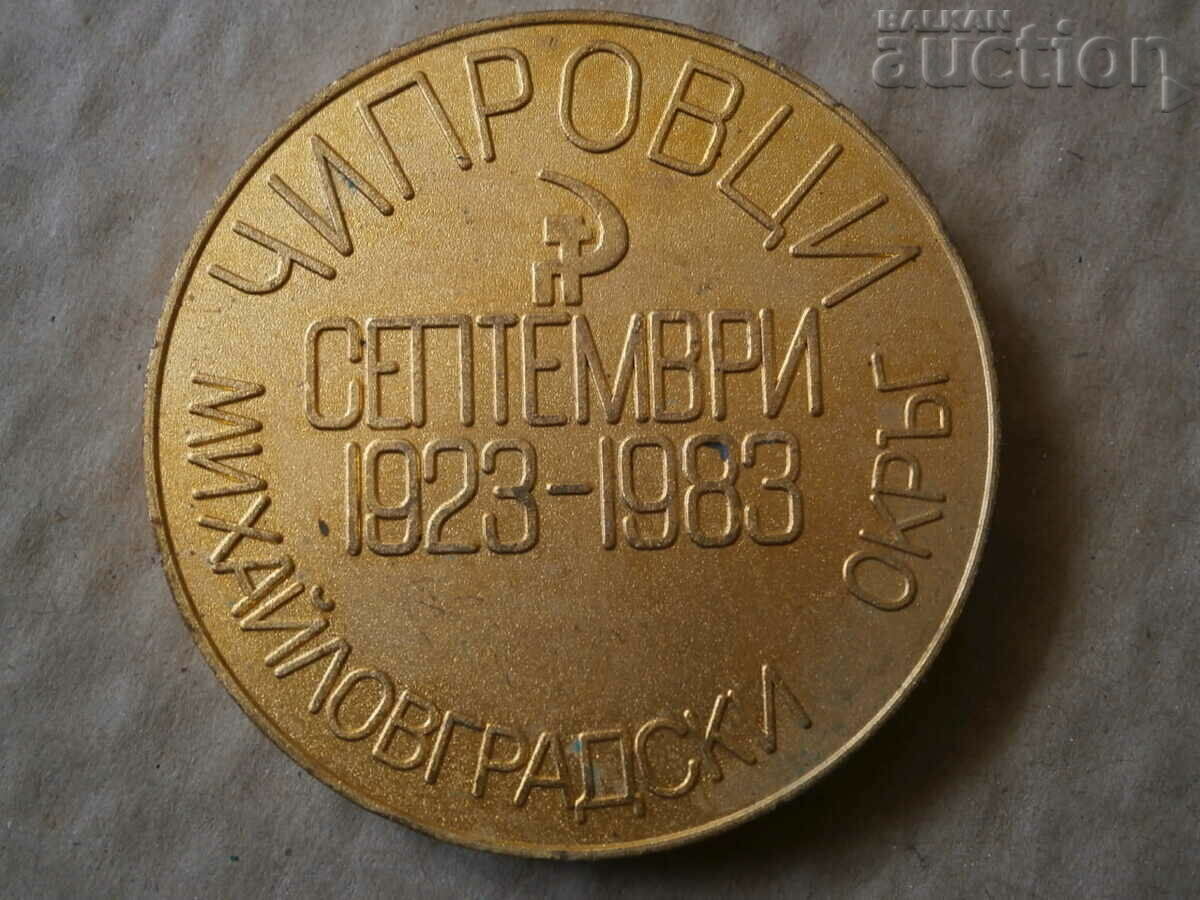 ЧИПРОВЦИ
СЕПТЕМВРИ
1923-1983
МИХАЙЛОВГРАДСКИ ОКРЪГ
BALKAN
auction